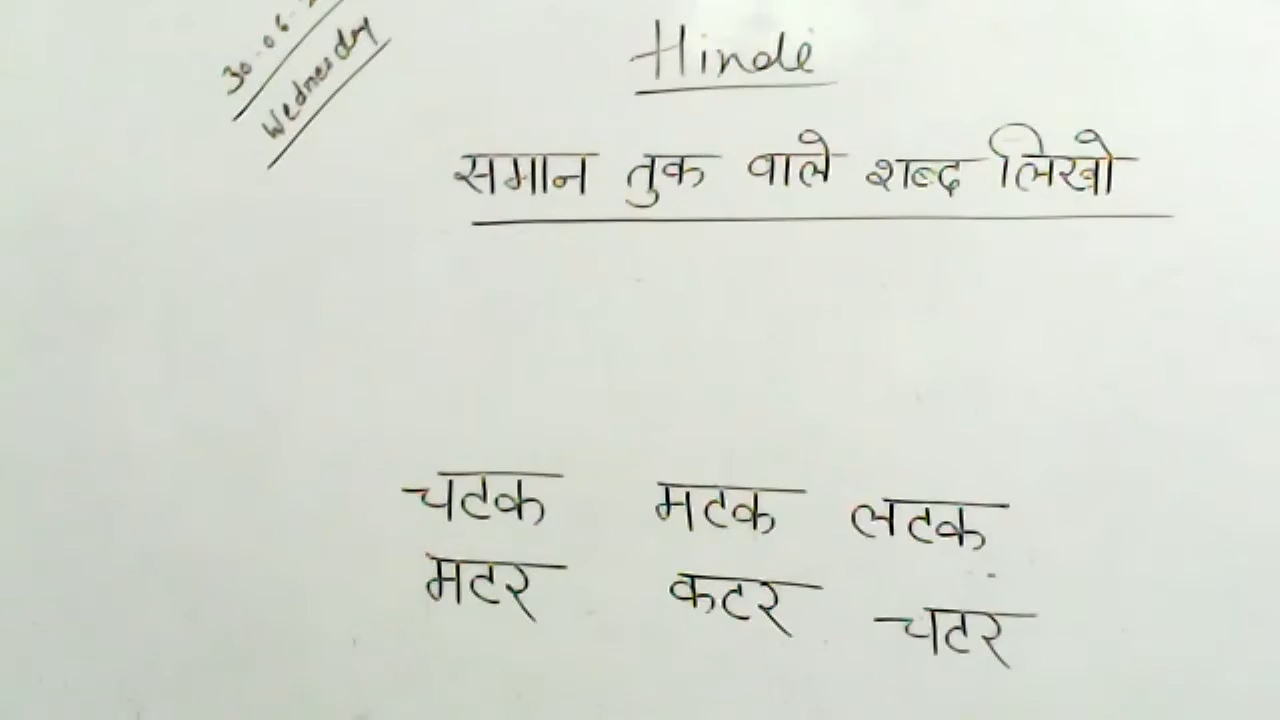 30.06.
Wednesday
Hindi
समान तुक वाले शब्द लिखो
चटक मटक लटक
मटर कटर चटर